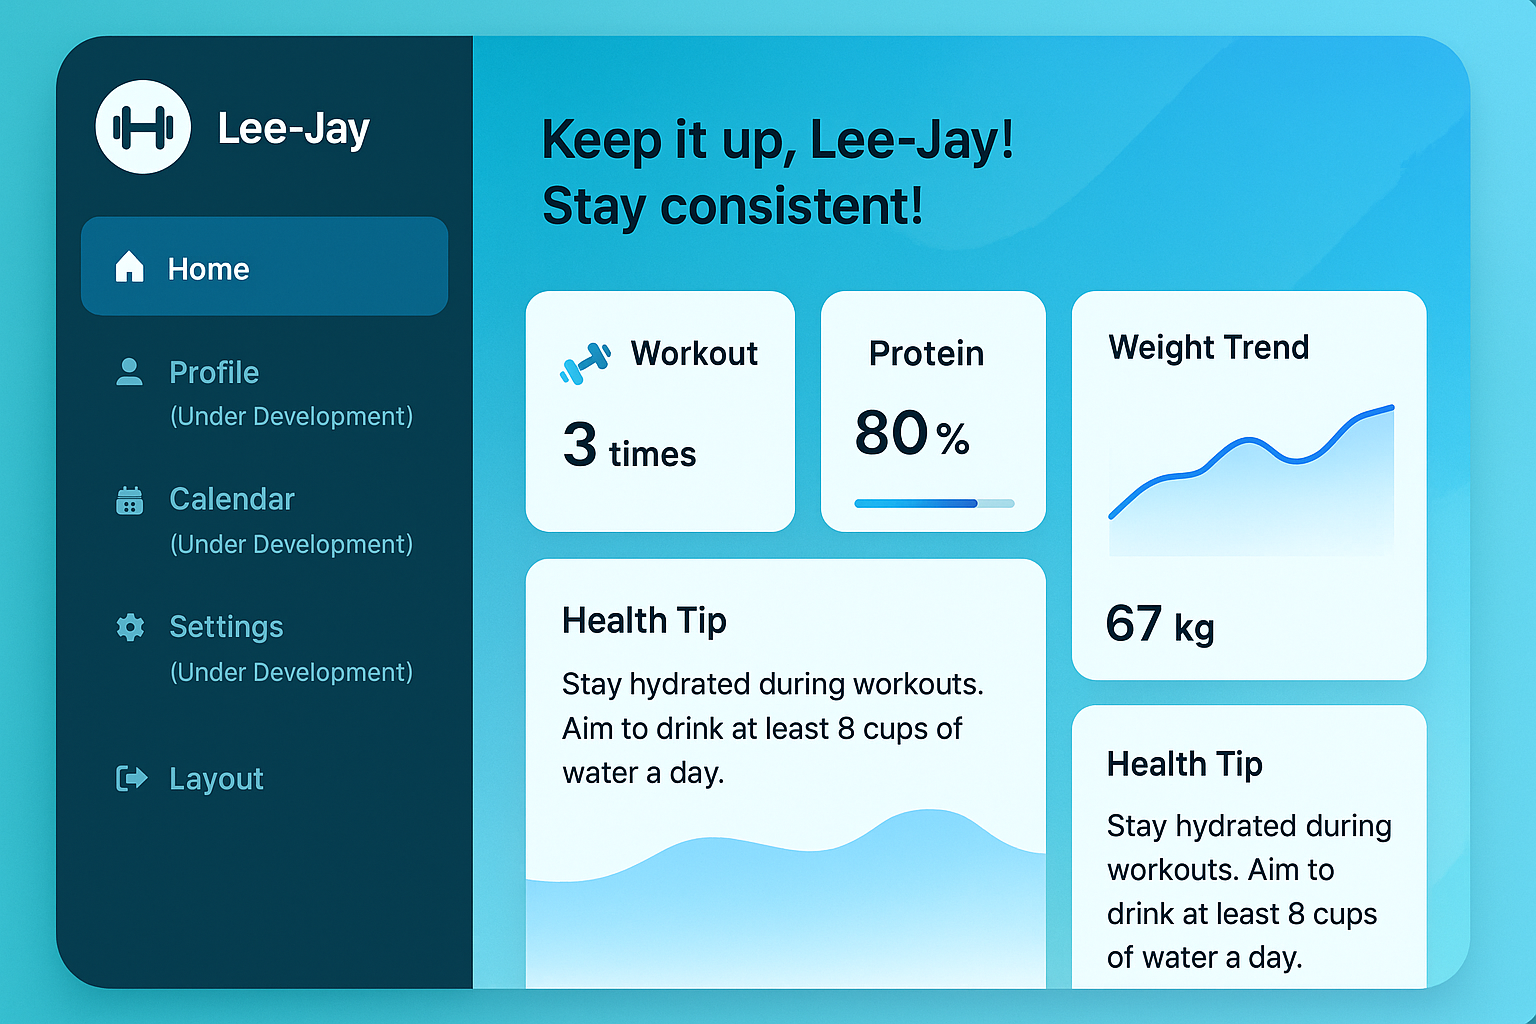 Lee-Jay
Home
Profile
(Under Development)
Calendar
(Under Development)
Settings
(Under Development)
Layout
Keep it up, Lee-Jay!
Stay consistent!
Workout
3 times
Protein
80%
Weight Trend
67 kg
Health Tip
Stay hydrated during workouts.
Aim to drink at least 8 cups of
water a day.
Health Tip
Stay hydrated during
workouts. Aim to
drink at least 8 cups
of water a day.